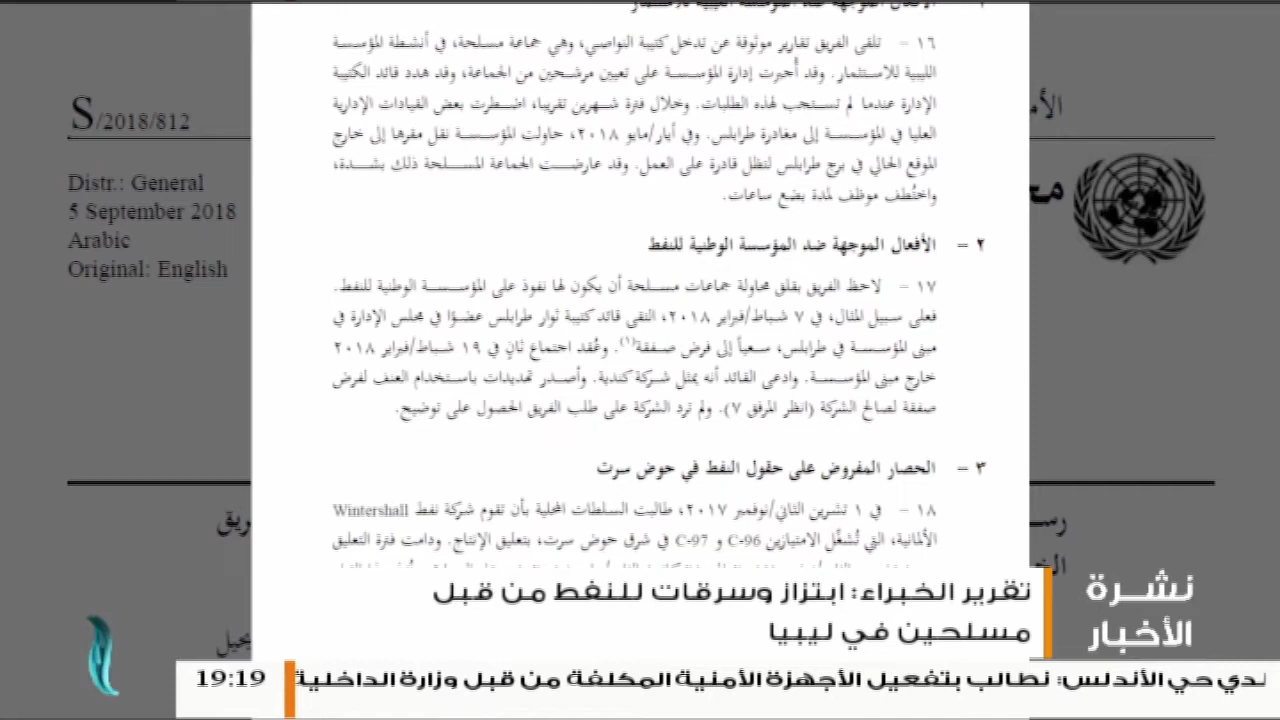 S/2018/812
Distr.: General
5 September 2018
Arabic
Original: English
١٦ – تلقى الفريق تقارير موثوقة عن تدخل كتيبة النواصي، وهي جماعة مسلحة، في أنشطة المؤسسة
الليبية للاستثمار. وقد أُجبرت إدارة المؤسسة على تعيين مرشحين من الجماعة، وقد هدد قائد الكتيبة
الإدارة عندما لم تستجب لهذه الطلبات. وخلال فترة شهرين تقريبا، اضطرت بعض القيادات الإدارية
العليا في المؤسسة إلى مغادرة طرابلس. وفي أيار/مايو ٢٠١٨، حاولت المؤسسة نقل مقرها إلى خارج
الموقع الحالي في برج طرابلس لتظل قادرة على العمل. وقد عارضت الجماعة المسلحة ذلك بشدة،
واختُطف موظف لمدة بضع ساعات.
٢ – الأفعال الموجهة ضد المؤسسة الوطنية للنفط
١٧ – لاحظ الفريق بقلق محاولة جماعات مسلحة أن يكون لها نفوذ على المؤسسة الوطنية للنفط.
فعلى سبيل المثال، في ٧ شباط/فبراير ٢٠١٨، التقى قائد كتيبة ثوار طرابلس عضوًا في مجلس الإدارة في
مبنى المؤسسة في طرابلس، سعياً إلى فرض صفقة(١). وعُقد اجتماع ثانٍ في ١٩ شباط/فبراير ٢٠١٨
خارج مبنى المؤسسة. وادعى القائد أنه يمثل شركة كندية. وأصدر تهديدات باستخدام العنف لفرض
صفقة لصالح الشركة (انظر المرفق ٧). ولم ترد الشركة على طلب الفريق الحصول على توضيح.
٣ – الحصار المفروض على حقول النفط في حوض سرت
١٨ – في ١ تشرين الثاني/نوفمبر ٢٠١٧، طالبت السلطات المحلية بأن تقوم شركة نفط Wintershall
الألمانية، التي تُشغِّل الامتيازين C-96 و C-97 في شرق حوض سرت، بتعليق الإنتاج. ودامت فترة التعليق
نشرة
الأخبار
تقرير الخبراء: ابتزاز وسرقات للنفط من قبل
مسلحين في ليبيا
لدي حي الأندلس: نطالب بتفعيل الأجهزة الأمنية المكلفة من قبل وزارة الداخلية
19:19